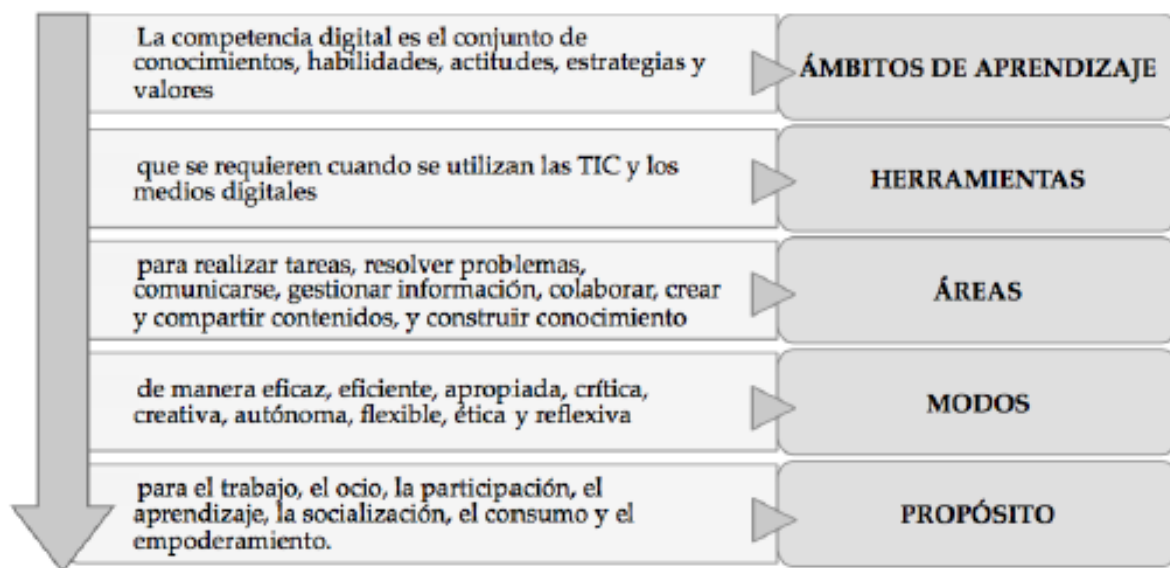 La competencia digital es el conjunto de
conocimientos, habilidades, actitudes, estrategias y
valores
ÁMBITOS DE APRENDIZAJE
que se requieren cuando se utilizan las TIC y los
medios digitales
HERRAMIENTAS
para realizar tareas, resolver problemas,
comunicarse, gestionar información, colaborar, crear
y compartir contenidos, y construir conocimiento
ÁREAS
de manera eficaz, eficiente, apropiada, crítica,
creativa, autónoma, flexible, ética y reflexiva
MODOS
para el trabajo, el ocio, la participación, el
aprendizaje, la socialización, el consumo y el
empoderamiento.
PROPÓSITO